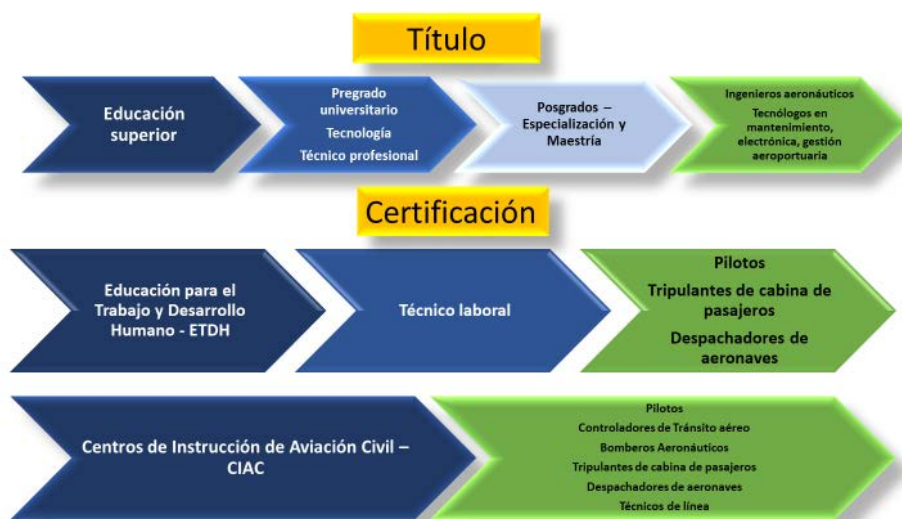 Título
Educación
superior
Pregrado
universitario
Tecnología
Técnico profesional
Posgrados –
Especialización y
Maestría
Ingenieros aeronáuticos
Tecnólogos en
mantenimiento,
electrónica, gestión
aeroportuaria
Certificación
Educación para el
Trabajo y Desarrollo
Humano - ETDH
Técnico laboral
Pilotos
Tripulantes de cabina de
pasajeros
Despachadores de
aeronaves
Centros de Instrucción de Aviación Civil –
CIAC
Pilotos
Controladores de Tránsito aéreo
Bomberos Aeronáuticos
Tripulantes de cabina de pasajeros
Despachadores de aeronaves
Técnicos de línea